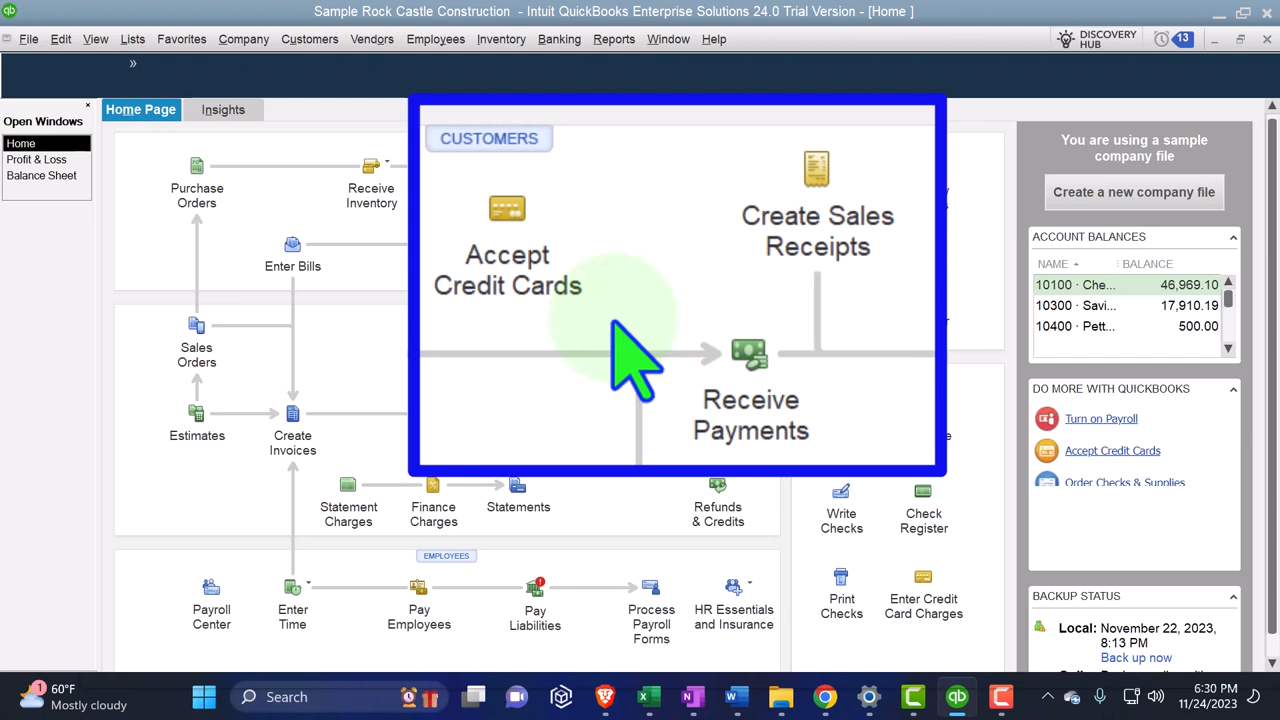 Sample Rock Castle Construction - Intuit QuickBooks Enterprise Solutions 24.0 Trial Version - [Home ]
File Edit View Lists Favorites Company Customers Vendors Employees Inventory Banking Reports Window Help
DISCOVERY
HUB
13
»
Open Windows
Home
Profit & Loss
Balance Sheet
Home Page
Insights
Purchase
Orders
Receive
Inventory
Enter Bills
Sales
Orders
Estimates
Create
Invoices
CUSTOMERS
Accept
Credit Cards
Create Sales
Receipts
Receive
Payments
Statement
Charges
Finance
Charges
Statements
Refunds
& Credits
EMPLOYEES
Payroll
Center
Enter
Time
Pay
Employees
Pay
Liabilities
Process
Payroll
Forms
HR Essentials
and Insurance
Write
Checks
Check
Register
Print
Checks
Enter Credit
Card Charges
You are using a
sample
company file
Create a new company file
ACCOUNT BALANCES
NAME BALANCE
10100 · Che... 46,969.10
10300 · Savi... 17,910.19
10400 · Pett... 500.00
DO MORE WITH QUICKBOOKS
Turn on Payroll
Accept Credit Cards
Order Checks & Supplies
BACKUP STATUS
Local: November 22, 2023,
8:13 PM
Back up now
60°F
Mostly cloudy
1
Search
6:30 PM
11/24/2023